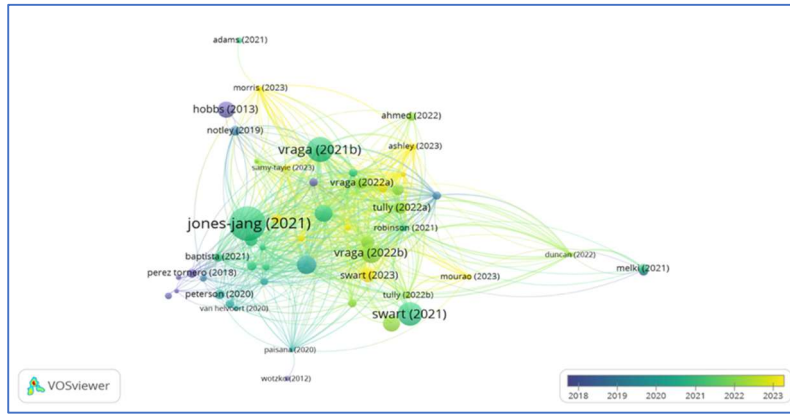 adams (2021)
morris (2023)
hobbs (2013)
ahmed (2022)
notley (2019)
vraga (2021b)
ashley (2023)
samy-tayie (2023)
vraga (2022a)
tully (2022a)
jones-jang (2021)
robinson (2021)
baptista (2021)
vraga (2022b)
duncan (2022)
melki (2021)
perez tornero (2018)
swart (2023)
mourao (2023)
peterson (2020)
tully (2022b)
van helvoort (2020)
swart (2021)
paisana (2020)
wotzko (2012)
VOSviewer
2018 2019 2020 2021 2022 2023